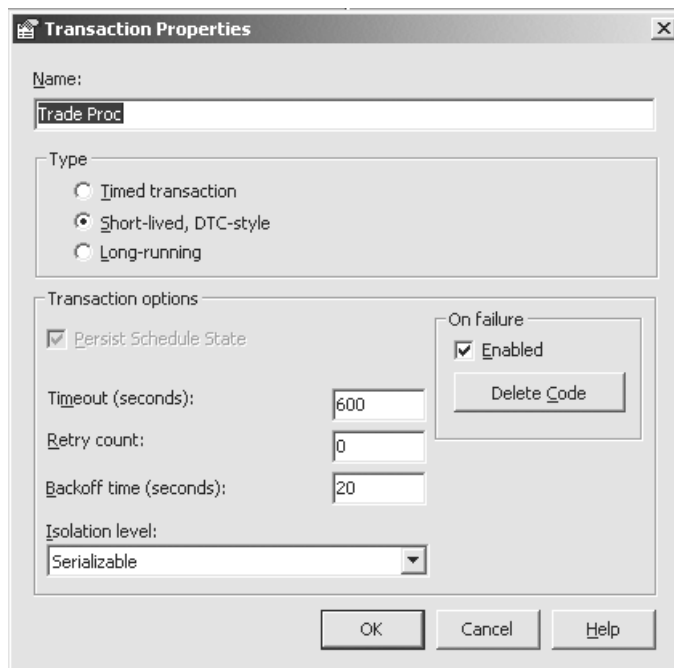 Transaction Properties
Name:
Trade Proc
Type
Timed transaction
Short-lived, DTC-style
Long-running
Transaction options
Persist Schedule State
On failure
Enabled
Delete Code
Timeout (seconds):
600
Retry count:
0
Backoff time (seconds):
20
Isolation level:
Serializable
OK Cancel Help